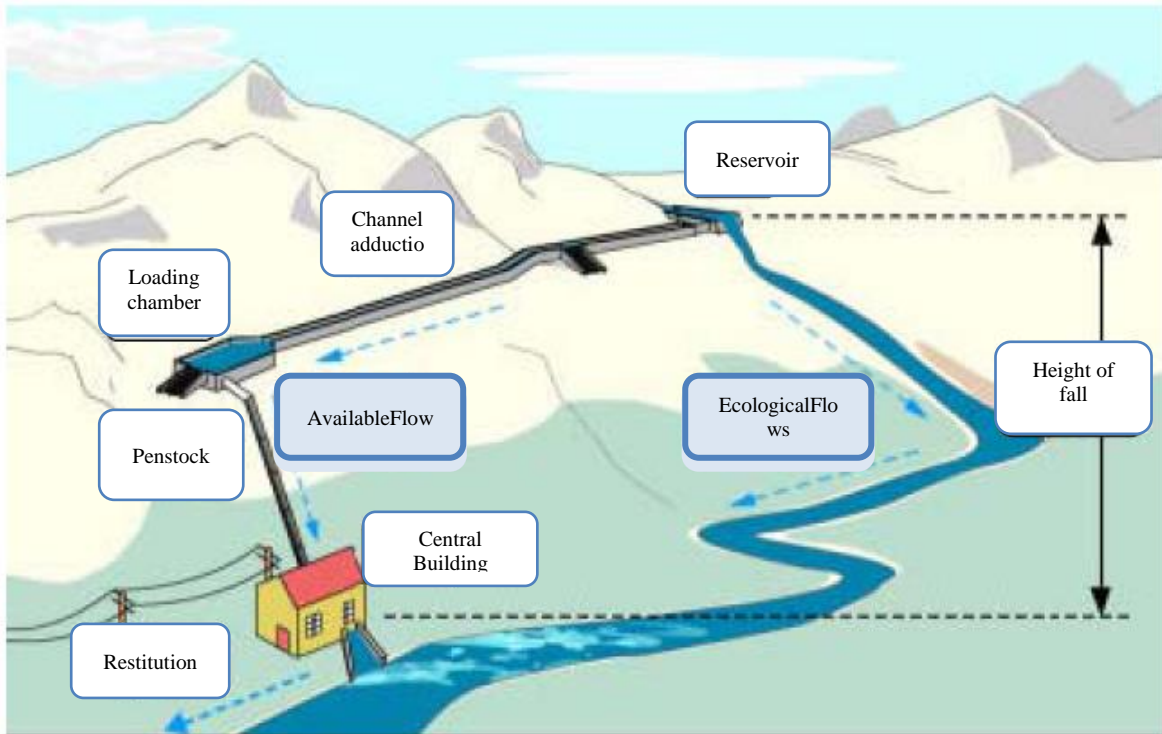 Reservoir
Channel
adductio
Loading
chamber
Height of
fall
AvailableFlow
EcologicalFlo
ws
Penstock
Central
Building
Restitution